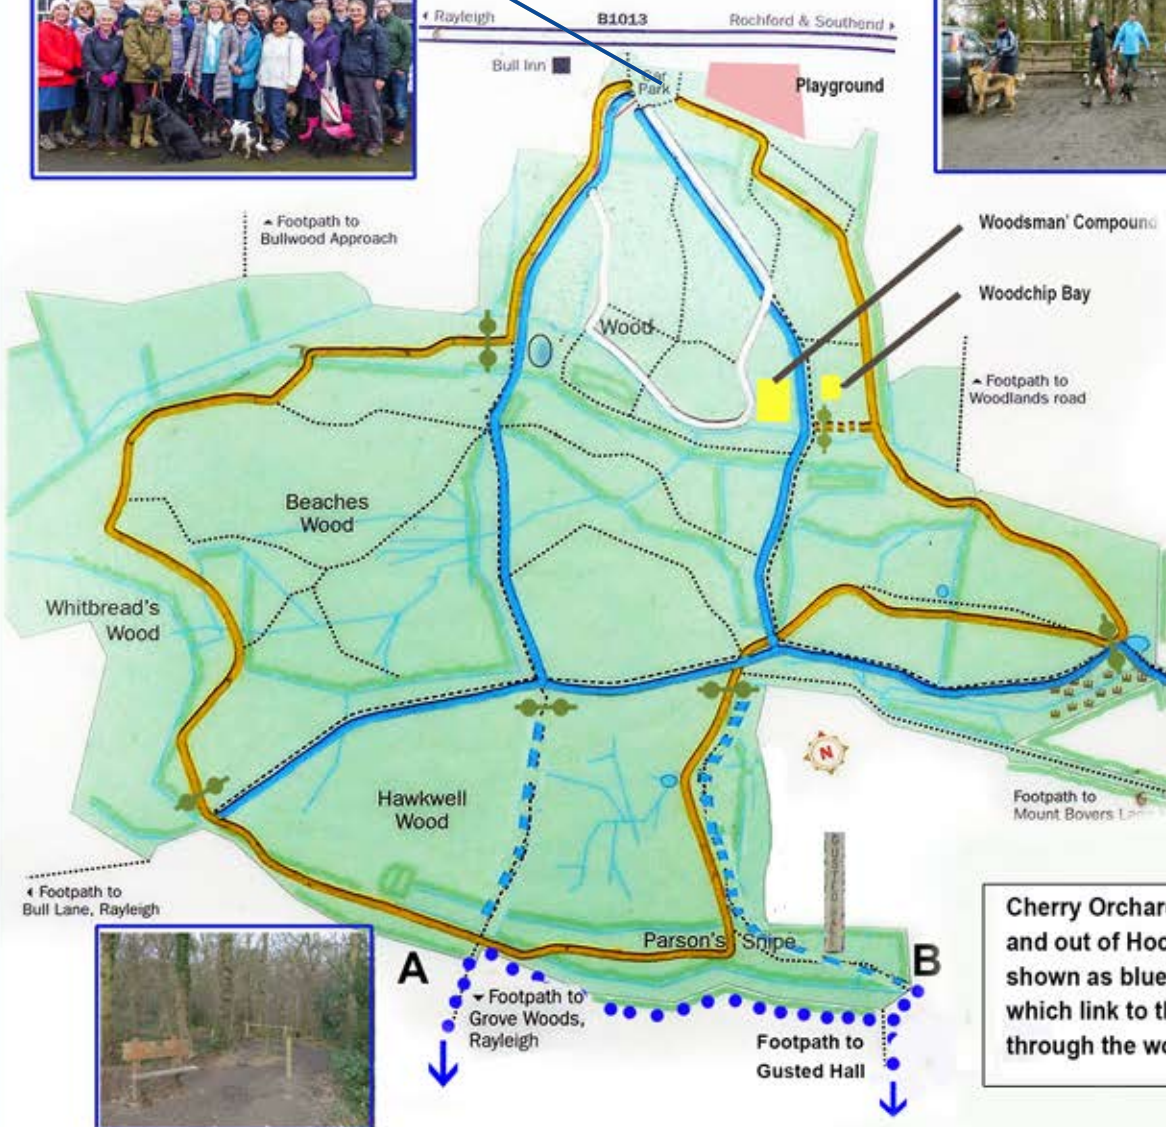 ◂ Rayleigh
B1013
Rochford & Southend ▸
Bull Inn
Car
Park
Playground
▴ Footpath to
Bullwood Approach
Woodsman' Compound
Woodchip Bay
Wood
▴ Footpath to
Woodlands road
Beaches
Wood
Whitbread's
Wood
N
Hawkwell
Wood
Footpath to
Mount Bovers
◂ Footpath to
Bull Lane, Rayleigh
Parson's Snipe
A
B
▾ Footpath to
Grove Woods,
Rayleigh
Footpath to
Gusted Hall
Cherry Orchar
and out of Hoc
shown as blue
which link to th
through the wo